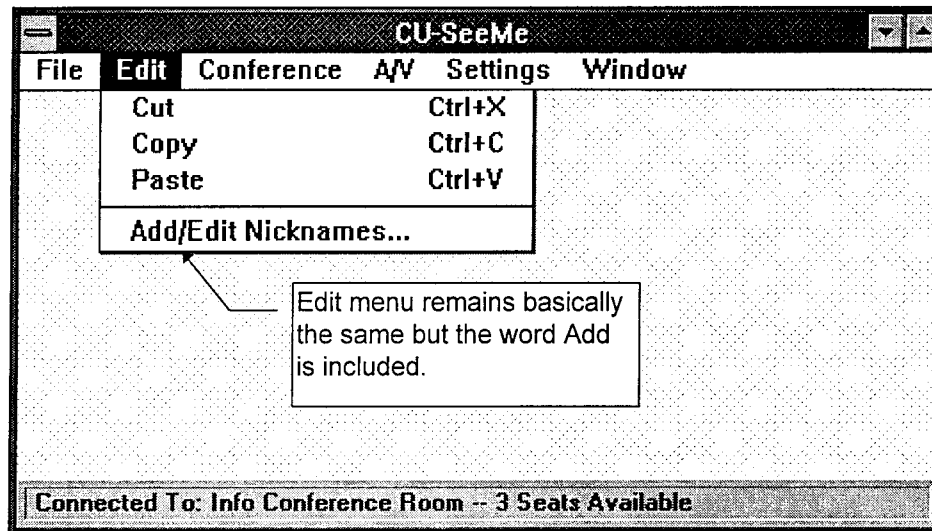 CU-SeeMe
File Edit Conference A/V Settings Window
Cut Ctrl+X
Copy Ctrl+C
Paste Ctrl+V
Add/Edit Nicknames...
Edit menu remains basically
the same but the word Add
is included.
Connected To: Info Conference Room -- 3 Seats Available